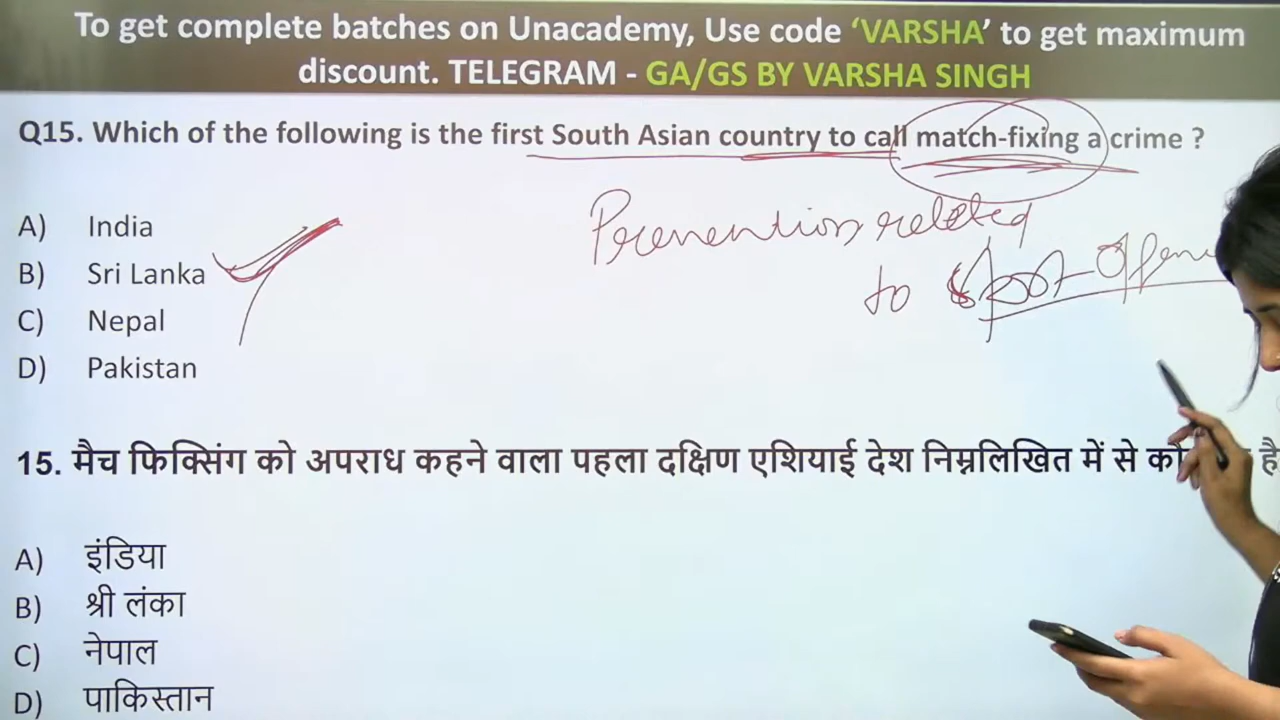 To get complete batches on Unacademy, Use code ‘VARSHA’ to get maximum
discount. TELEGRAM - GA/GS BY VARSHA SINGH
Q15. Which of the following is the first South Asian country to call match-fixing a crime ?
Prevention related
to
A) India
B) Sri Lanka
C) Nepal
D) Pakistan
15. मैच फिक्सिंग को अपराध कहने वाला पहला दक्षिण एशियाई देश निम्नलिखित में से
A) इंडिया
B) श्री लंका
C) नेपाल
D) पाकिस्तान